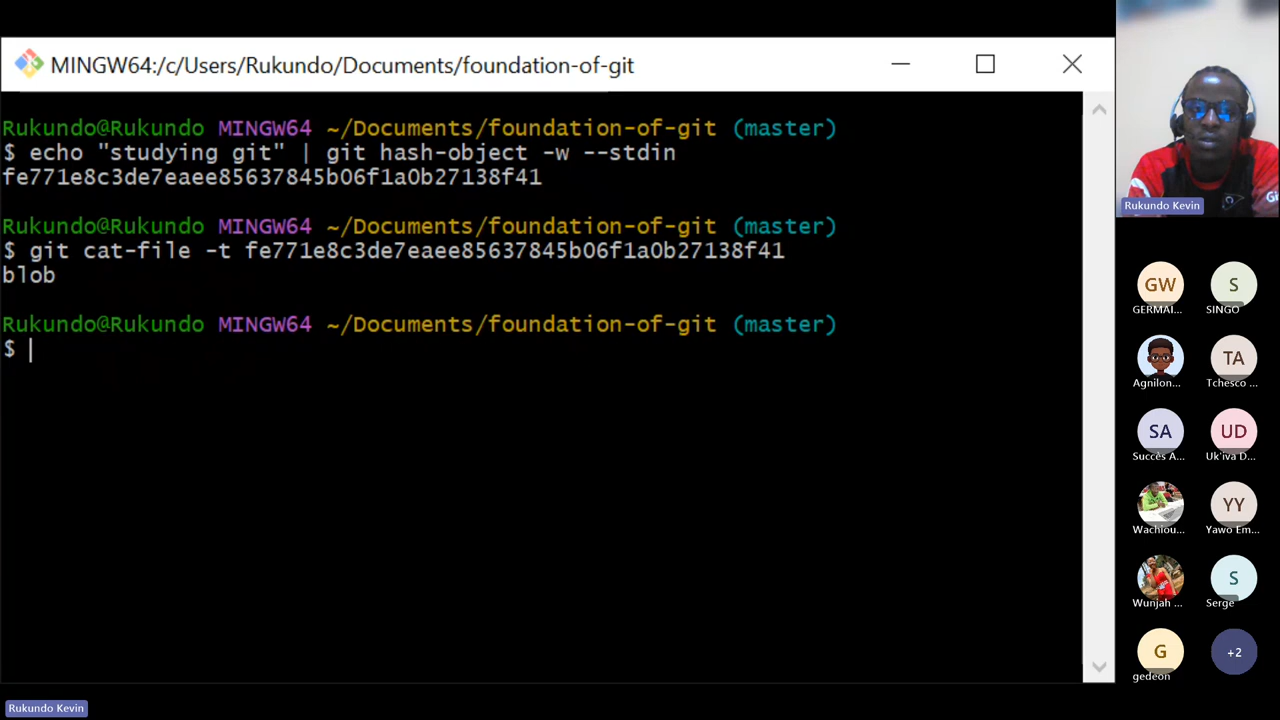 MINGW64:/c/Users/Rukundo/Documents/foundation-of-git
Rukundo@Rukundo MINGW64 ~/Documents/foundation-of-git (master)
$ echo "studying git" | git hash-object -w --stdin
fe771e8c3de7eaee85637845b06f1a0b27138f41
Rukundo@Rukundo MINGW64 ~/Documents/foundation-of-git (master)
$ git cat-file -t fe771e8c3de7eaee85637845b06f1a0b27138f41
blob
Rukundo@Rukundo MINGW64 ~/Documents/foundation-of-git (master)
$
Rukundo Kevin
GW
S
GERMAI...
SINGO
TA
Agnilon...
Tchesco ...
SA
UD
Succès A...
Uk'iva D...
YY
Wachiou...
Yawo Em...
S
Wunjah ...
Serge
G
+2
gedeon
Rukundo Kevin